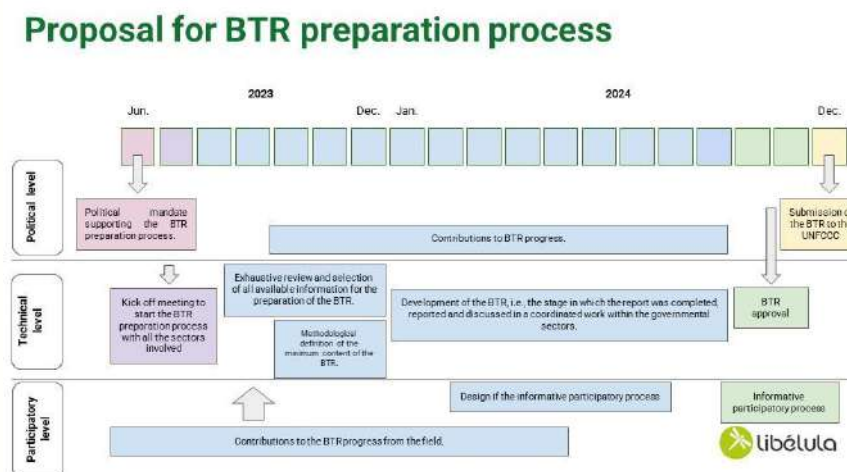 Proposal for BTR preparation process
2023
2024
Jun.
Dec.
Jan.
Dec.
Political level
Political mandate
supporting the BTR
preparation process.
Contributions to BTR progress.
Submission o
the BTR to th
UNFCCC
Technical
level
Kick off meeting to
start the BTR
preparation process
with all the sectors
involved
Exhaustive review and selection
of all available information for the
preparation of the BTR.
Methodological
definition of the
minimum content of the
BTR.
Development of the BTR, i.e., the stage in which the report was completed,
reported and discussed in a coordinated work within the governmental
sectors.
BTR
approval
Participatory
level
Design if the informative participatory process
Informative
participatory process
Contributions to the BTR progress from the field.
libélula